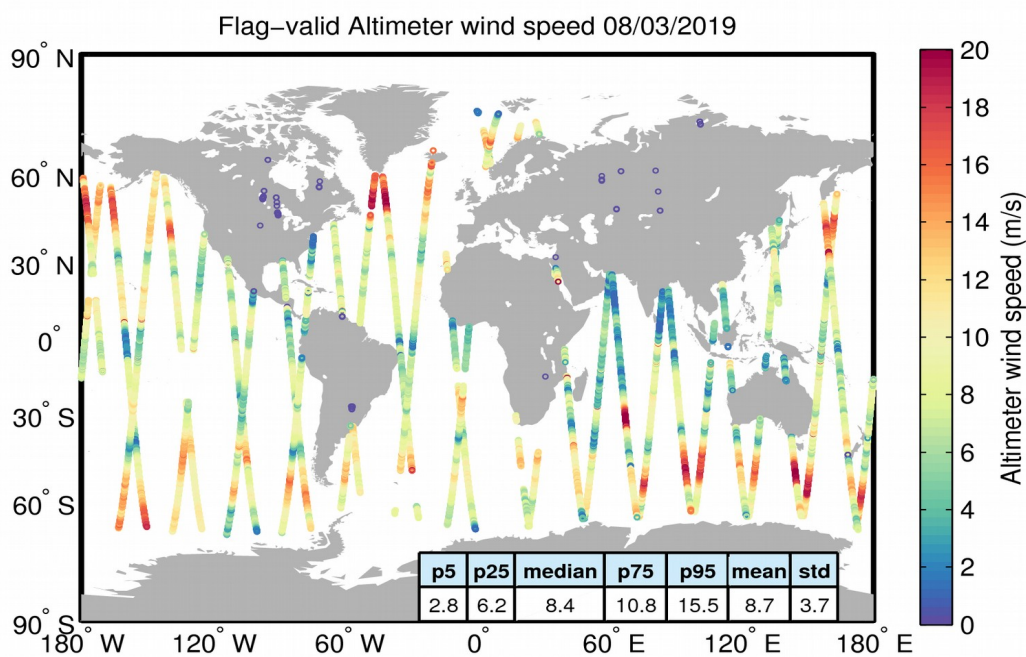 Flag−valid Altimeter wind speed 08/03/2019
90° N
60° N
30° N
0°
30° S
60° S
90° S
180° W
120° W
60° W
0°
60° E
120° E
180° E
p5 p25 median p75 p95 mean std
2.8 6.2 8.4 10.8 15.5 8.7 3.7
20
18
16
14
12
10
8
6
4
2
0
Altimeter wind speed (m/s)